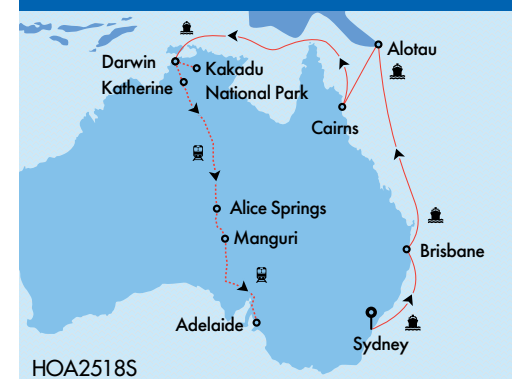 Alotau
Darwin
Kakadu
National Park
Katherine
Cairns
Alice Springs
Manguri
Brisbane
Adelaide
Sydney
HOA2518S